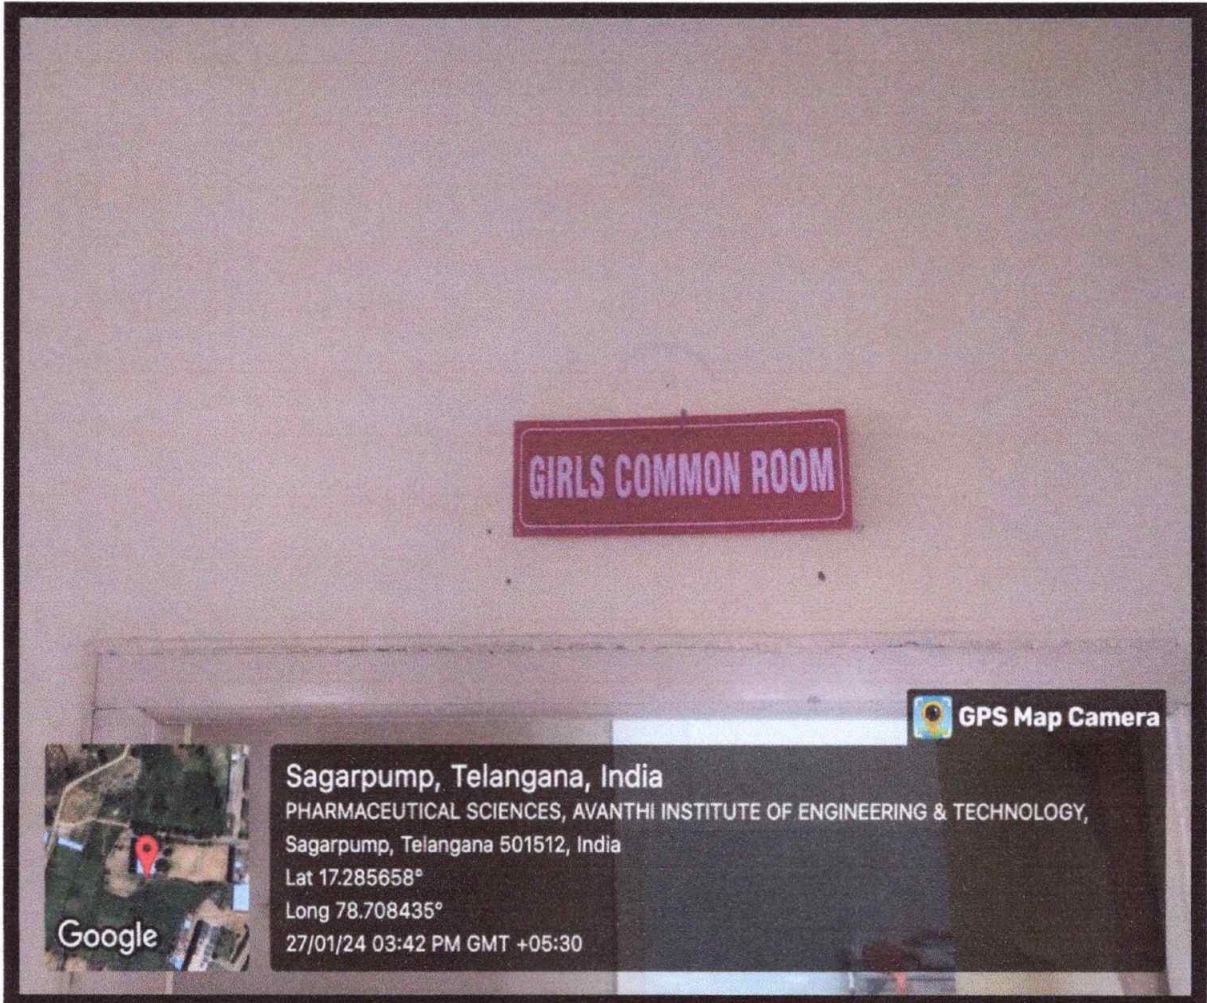 GIRLS COMMON ROOM
GPS Map Camera
Sagarpump, Telangana, India
PHARMACEUTICAL SCIENCES, AVANTHI INSTITUTE OF ENGINEERING & TECHNOLOGY,
Sagarpump, Telangana 501512, India
Lat 17.285658°
Long 78.708435°
27/01/24 03:42 PM GMT +05:30
Google